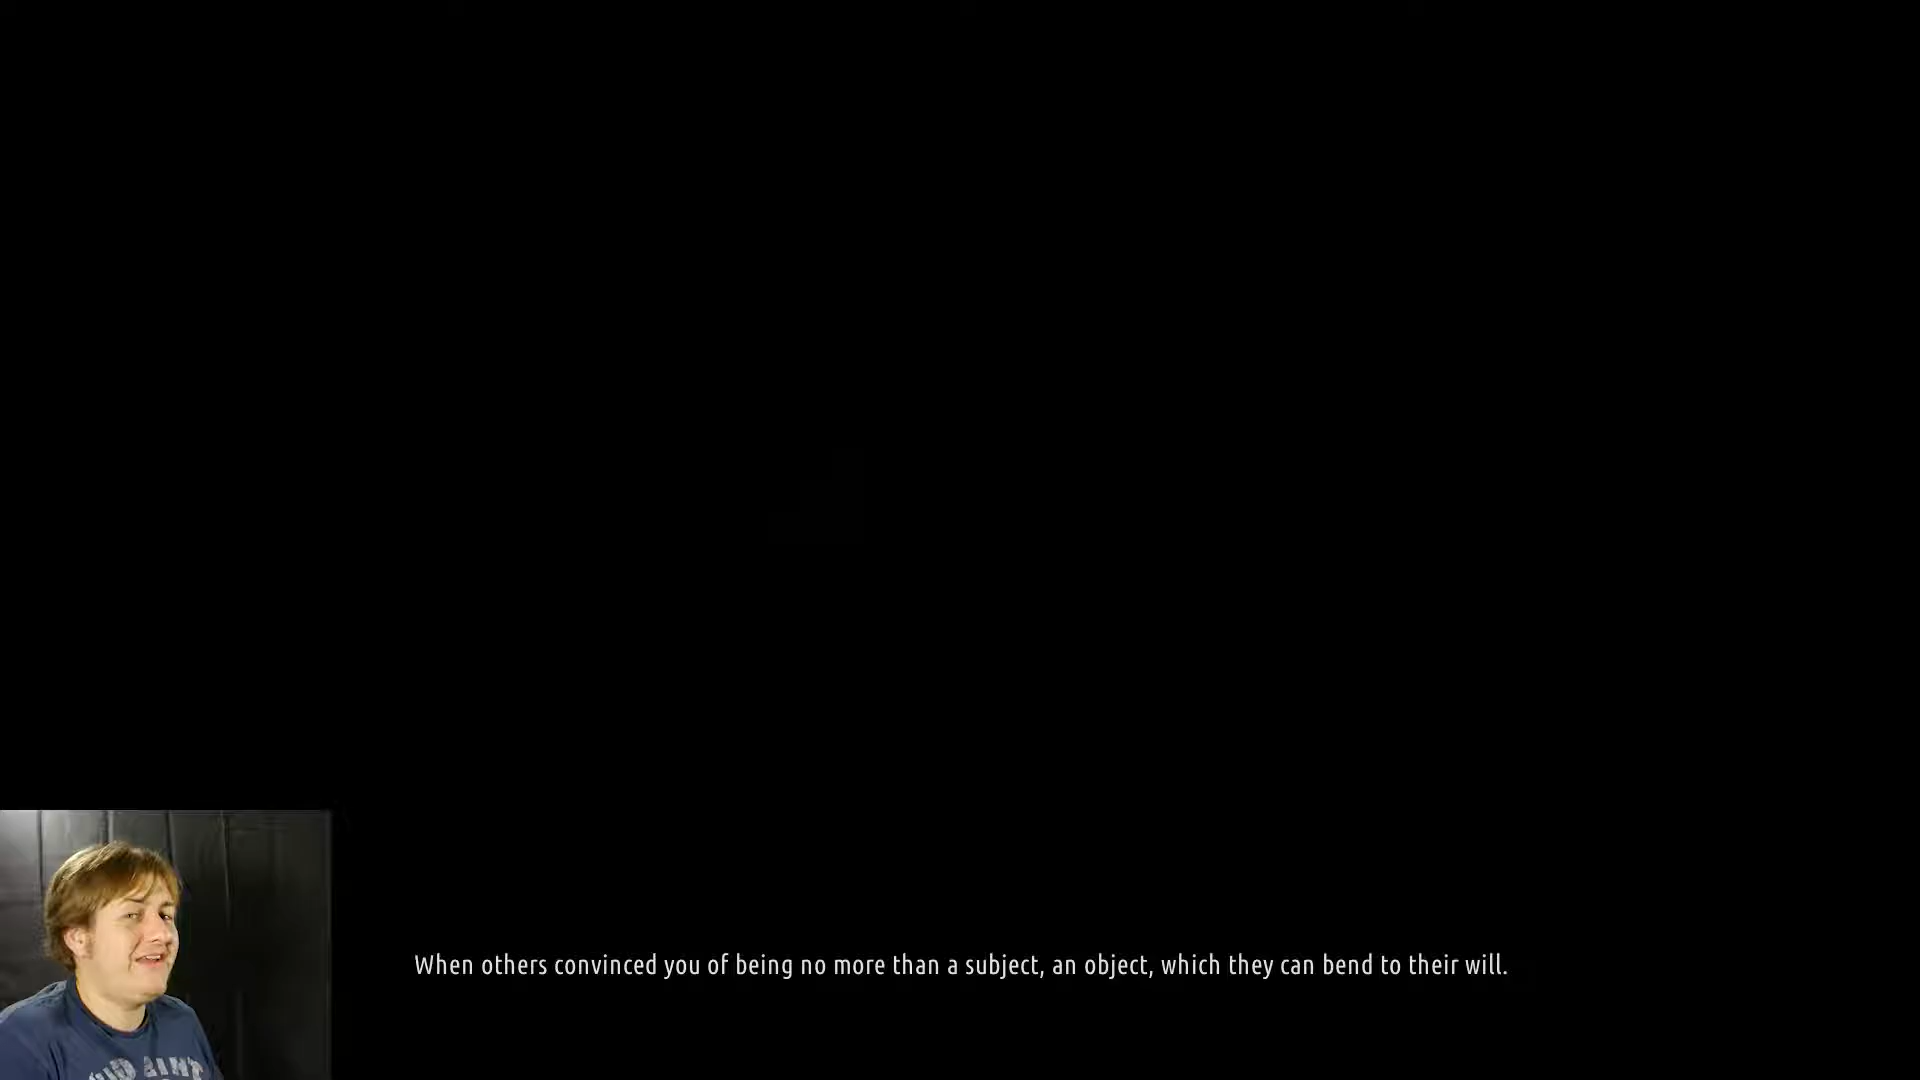 When others convinced you of being no more than a subject, an object, which they can bend to their will.